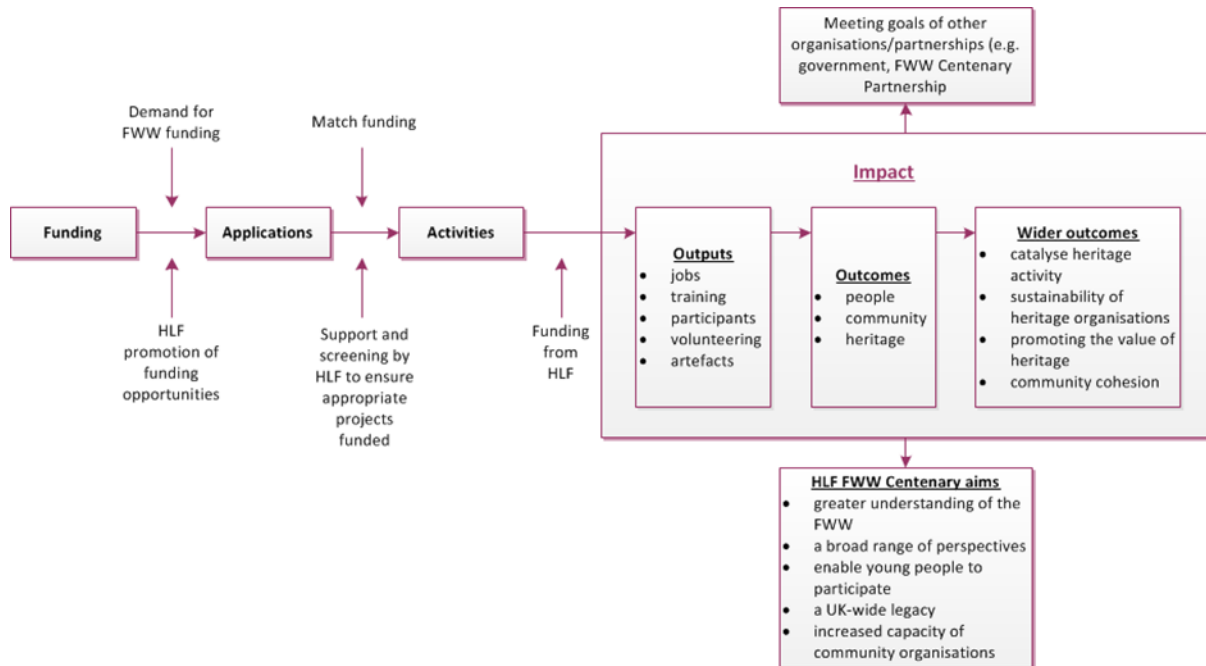 Meeting goals of other
organisations/partnerships (e.g.
government, FWW Centenary
Partnership
Demand for
FWW funding
Match funding
Impact
Funding
Applications
Activities
Outputs
• jobs
• training
• participants
• volunteering
• artefacts
Outcomes
• people
• community
• heritage
Wider outcomes
• catalyse heritage
activity
• sustainability of
heritage organisations
• promoting the value of
heritage
• community cohesion
HLF
promotion of
funding
opportunities
Support and
screening by
HLF to ensure
appropriate
projects
funded
Funding
from
HLF
HLF FWW Centenary aims
• greater understanding of the
FWW
• a broad range of perspectives
• enable young people to
participate
• a UK-wide legacy
• increased capacity of
community organisations